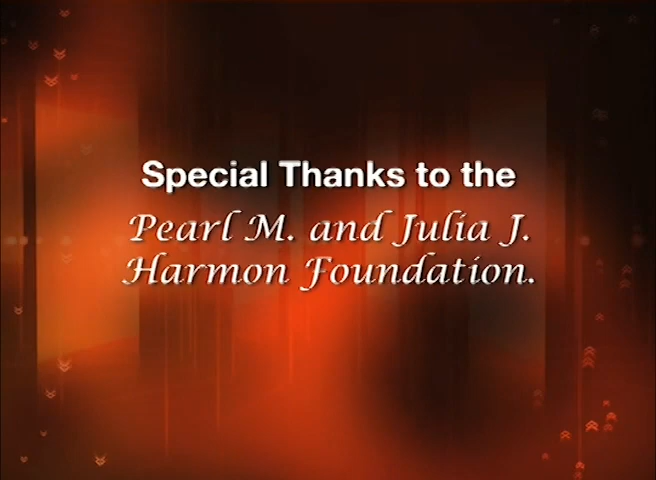 Special Thanks to the
Pearl M. and Julia J.
Harmon Foundation.